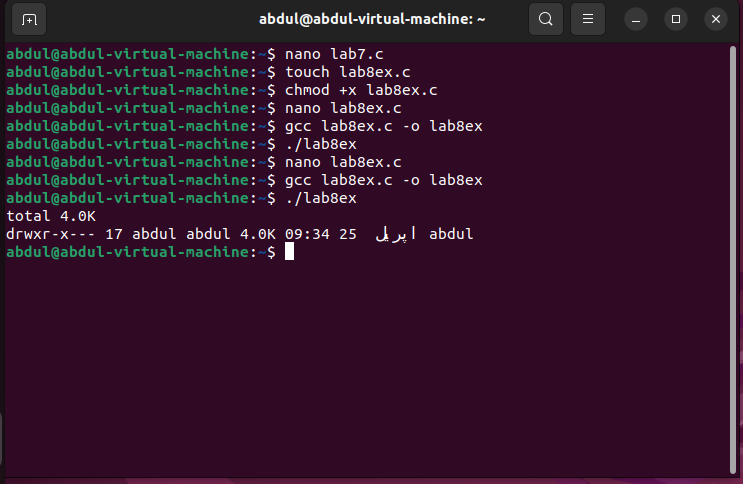 abdul@abdul-virtual-machine: ~
abdul@abdul-virtual-machine:~$ nano lab7.c
abdul@abdul-virtual-machine:~$ touch lab8ex.c
abdul@abdul-virtual-machine:~$ chmod +x lab8ex.c
abdul@abdul-virtual-machine:~$ nano lab8ex.c
abdul@abdul-virtual-machine:~$ gcc lab8ex.c -o lab8ex
abdul@abdul-virtual-machine:~$ ./lab8ex
abdul@abdul-virtual-machine:~$ nano lab8ex.c
abdul@abdul-virtual-machine:~$ gcc lab8ex.c -o lab8ex
abdul@abdul-virtual-machine:~$ ./lab8ex
total 4.0K
drwxr-x--- 17 abdul abdul 4.0K 09:34 25  اپریل abdul
abdul@abdul-virtual-machine:~$